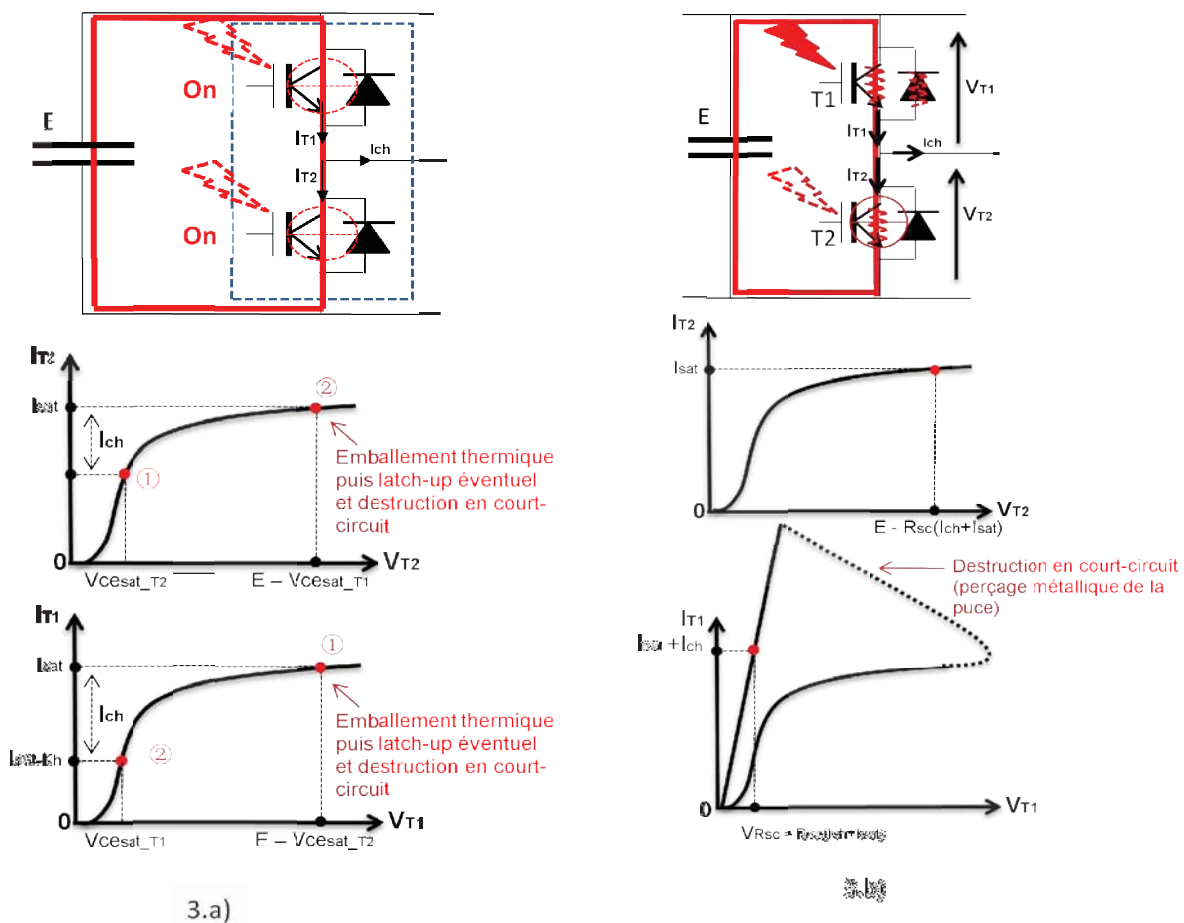 On
E
IT1
Ich
IT2
On
IT2
Isat
②
Ich
①
Emballement thermique
puis latch-up éventuel
et destruction en court-
circuit
0
VT2
Vcesat_T2
E – Vcesat_T1
IT1
Isat
①
Ich
②
Emballement thermique
puis latch-up éventuel
et destruction en court-
circuit
0
VT1
Vcesat_T1
E – Vcesat_T2
3.a)
T1
VT1
E
IT1
Ich
IT2
T2
VT2
IT2
Isat
0
VT2
E - Rsc(Ich+Isat)
Destruction en court-circuit
(perçage métallique de la
puce)
IT1
Isat +Ich
0
VT1
VRsc =
3.b)